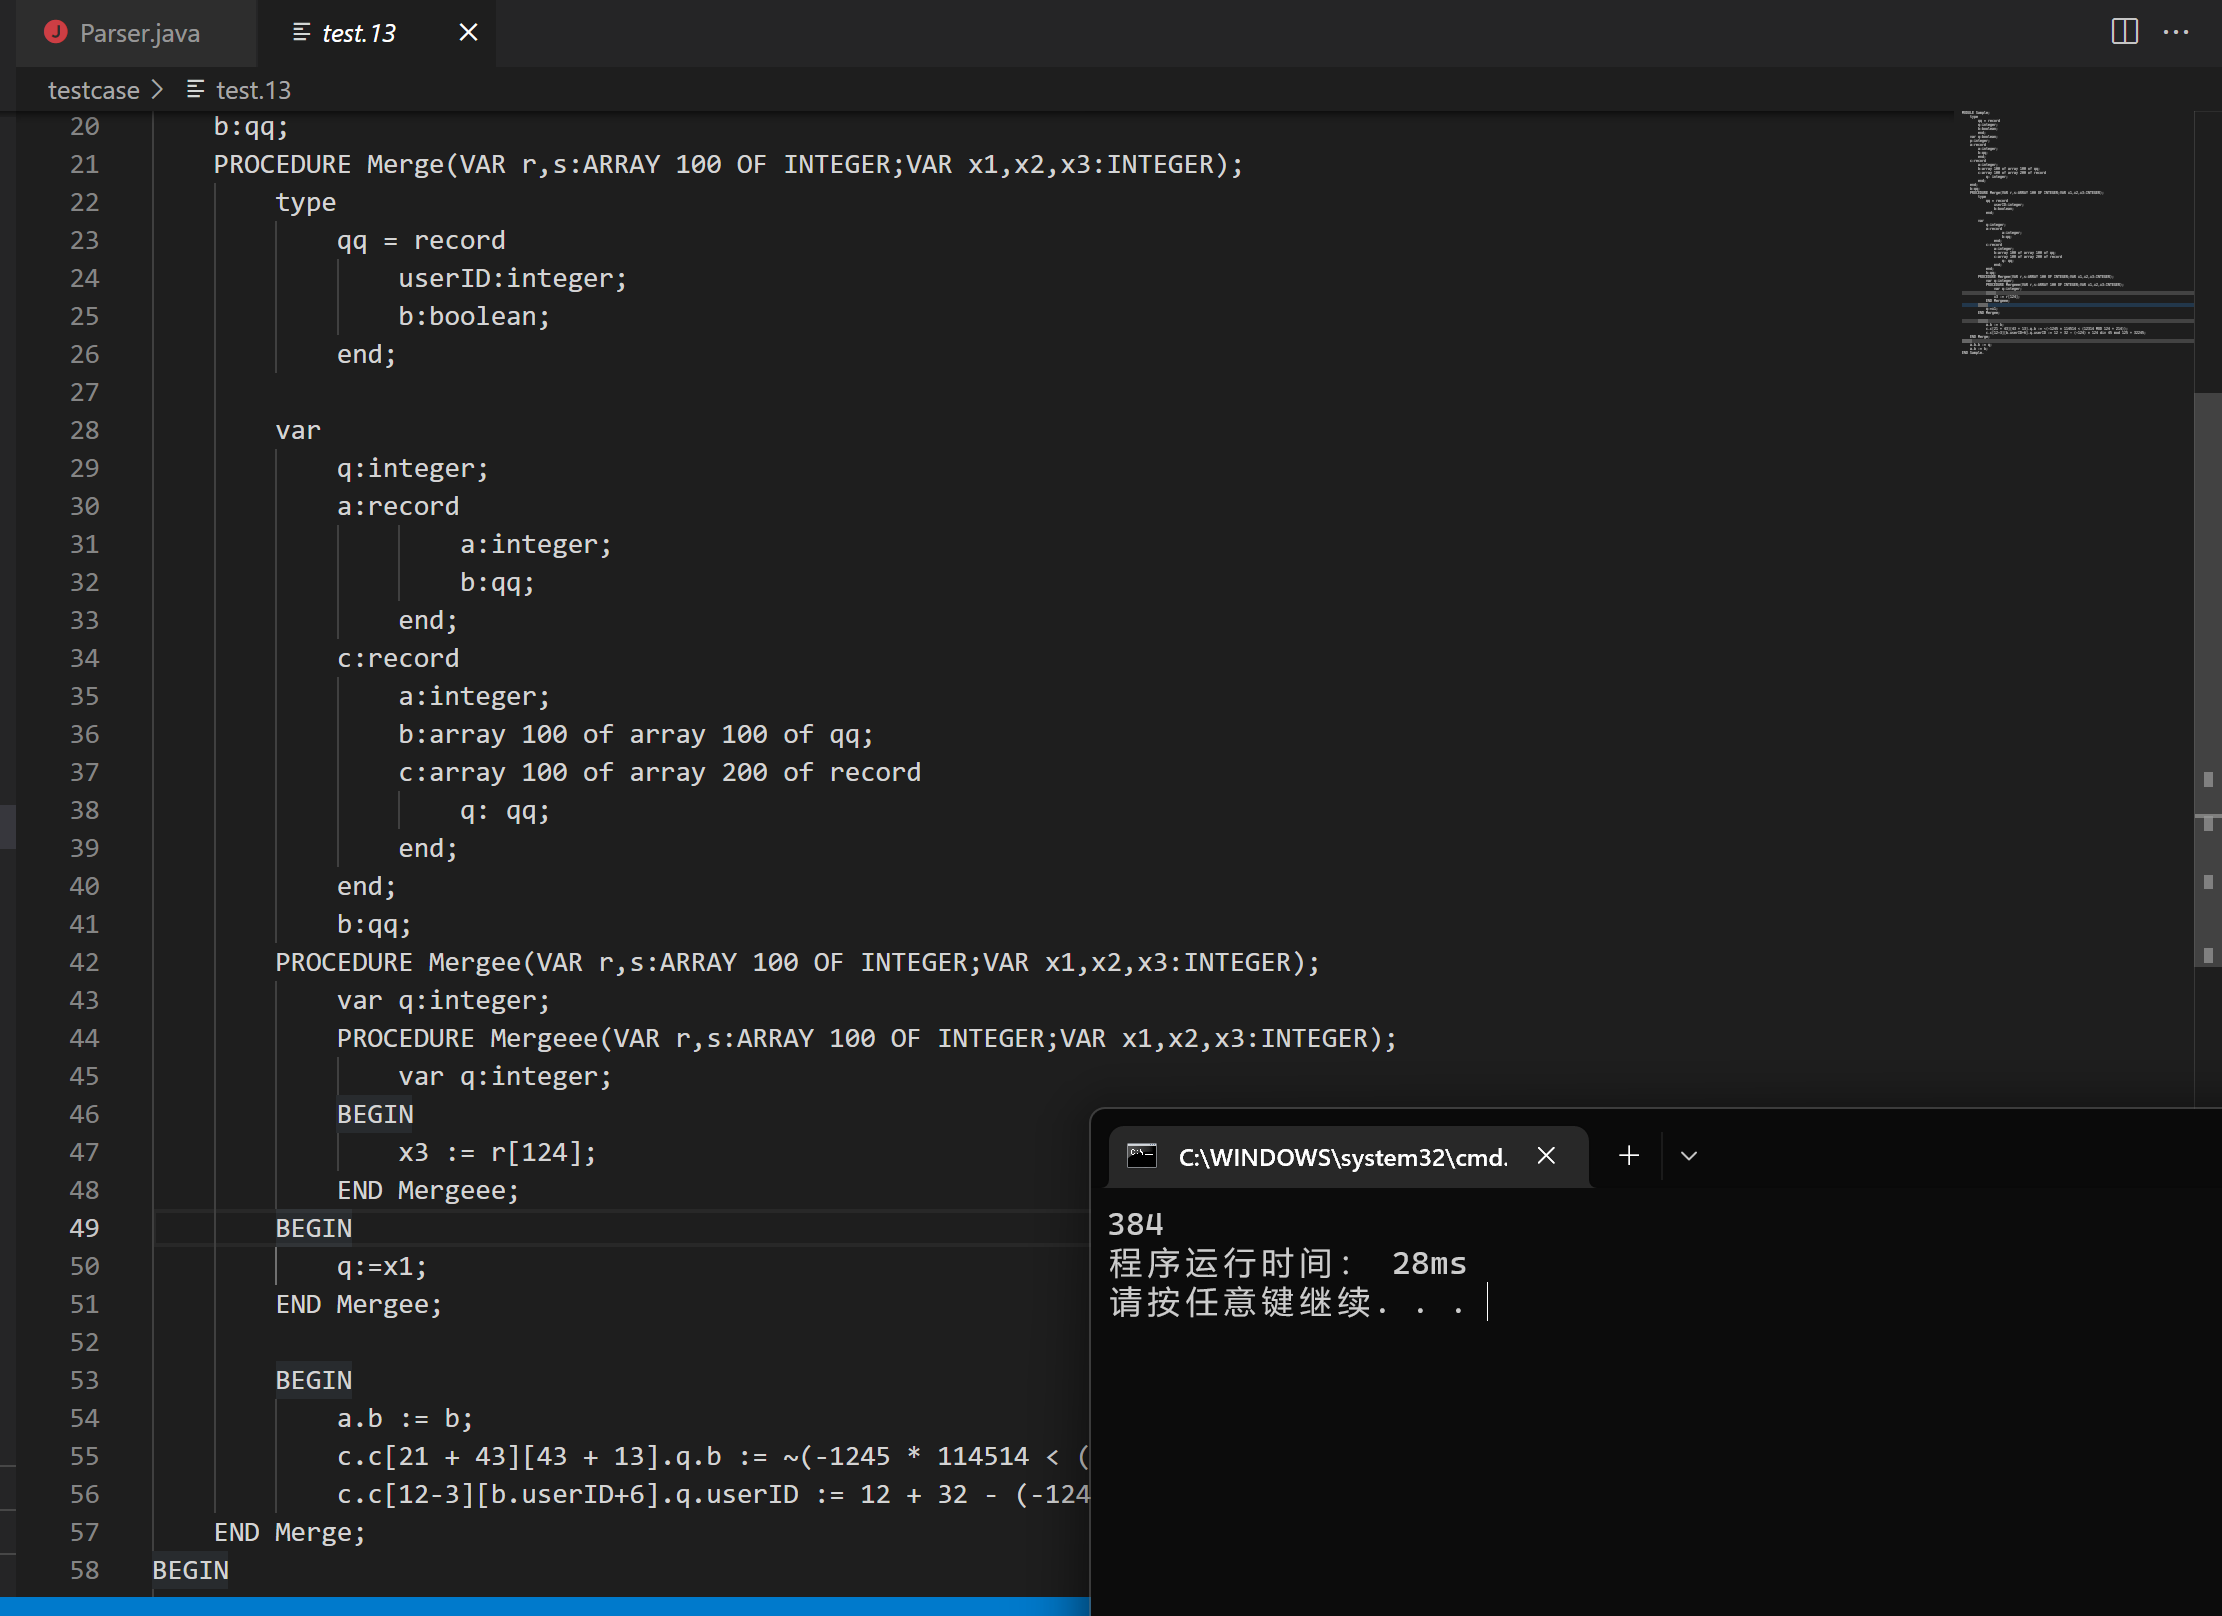 Parser.java
test.13
testcase > test.13
20 b:qq;
21 PROCEDURE Merge(VAR r,s:ARRAY 100 OF INTEGER;VAR x1,x2,x3:INTEGER);
22 type
23 qq = record
24 userID:integer;
25 b:boolean;
26 end;
27
28 var
29 q:integer;
30 a:record
31 a:integer;
32 b:qq;
33 end;
34 c:record
35 a:integer;
36 b:array 100 of array 100 of qq;
37 c:array 100 of array 200 of record
38 q: qq;
39 end;
40 end;
41 b:qq;
42 PROCEDURE Mergee(VAR r,s:ARRAY 100 OF INTEGER;VAR x1,x2,x3:INTEGER);
43 var q:integer;
44 PROCEDURE Mergeee(VAR r,s:ARRAY 100 OF INTEGER;VAR x1,x2,x3:INTEGER);
45 var q:integer;
46 BEGIN
47 x3 := r[124];
48 END Mergeee;
49 BEGIN
50 q:=x1;
51 END Mergee;
52
53 BEGIN
54 a.b := b;
55 c.c[21 + 43][43 + 13].q.b := ~(-1245 * 114514 < (
56 c.c[12-3][b.userID+6].q.userID := 12 + 32 - (-124
57 END Merge;
58 BEGIN
C:\WINDOWS\system32\cmd.
384
程序运行时间： 28ms
请按任意键继续. . .